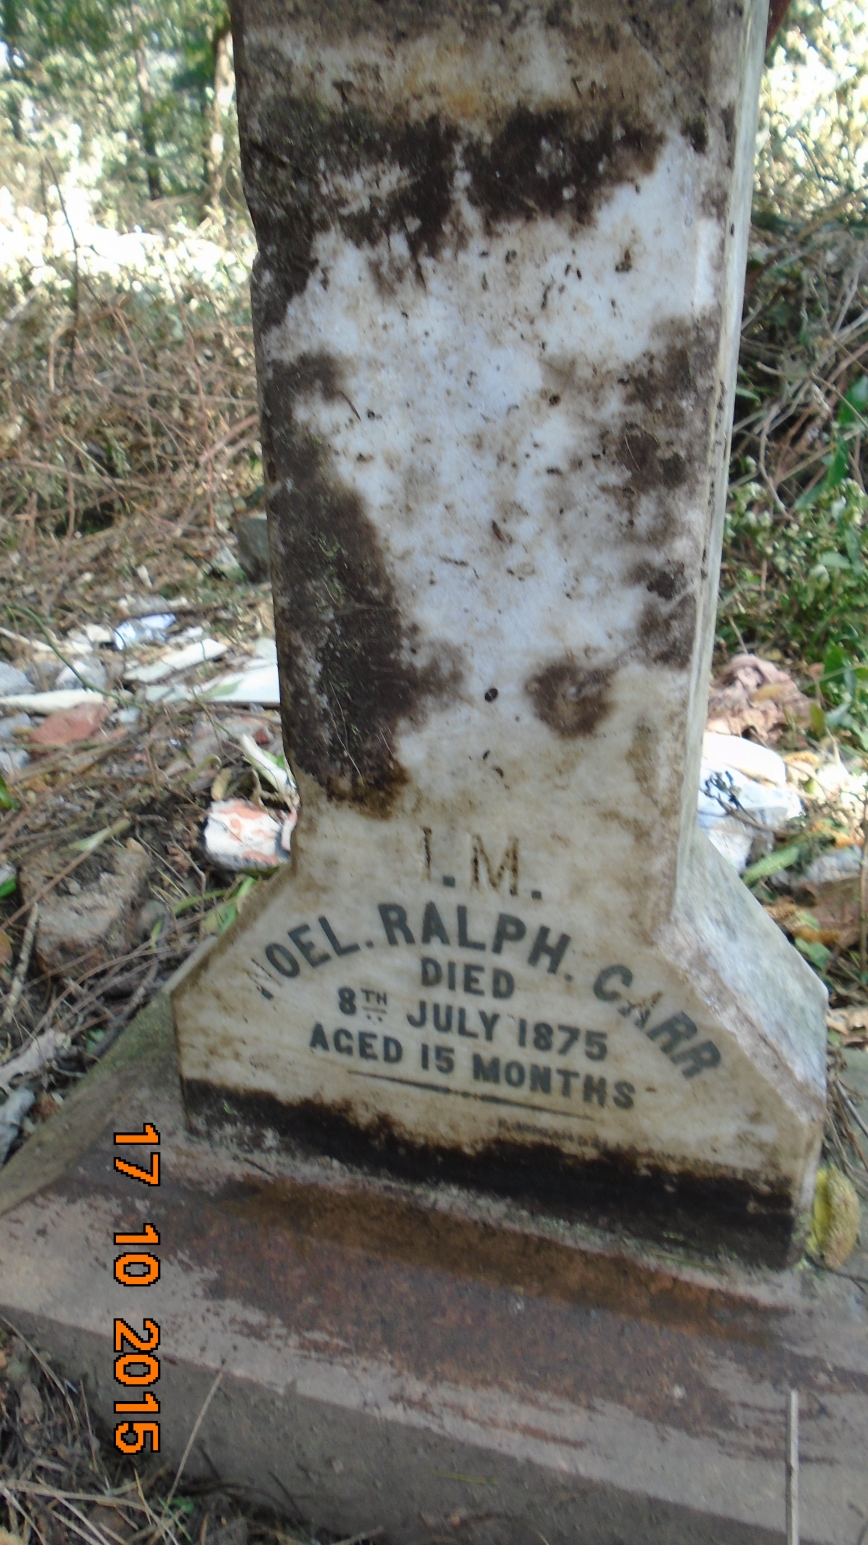 I.M.
NOEL. RALPH. CARR
DIED
8TH JULY 1875
AGED 15 MONTHS
17 10 2015